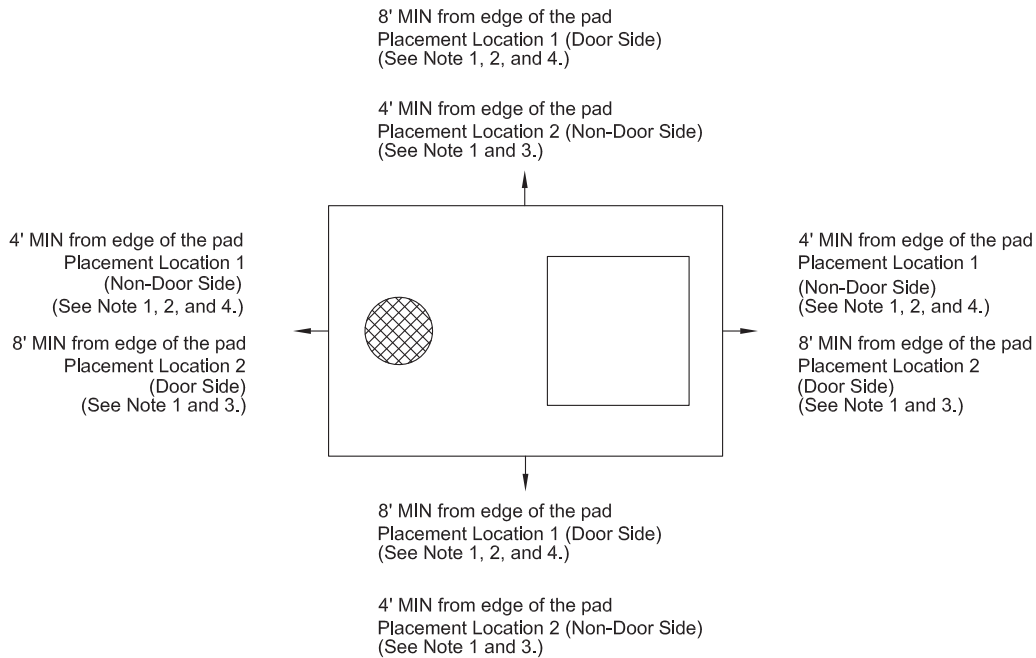 8' MIN from edge of the pad
Placement Location 1 (Door Side)
(See Note 1, 2, and 4.)
4' MIN from edge of the pad
Placement Location 2 (Non-Door Side)
(See Note 1 and 3.)
4' MIN from edge of the pad
Placement Location 1
(Non-Door Side)
(See Note 1, 2, and 4.)
8' MIN from edge of the pad
Placement Location 2
(Door Side)
(See Note 1 and 3.)
4' MIN from edge of the pad
Placement Location 1
(Non-Door Side)
(See Note 1, 2, and 4.)
8' MIN from edge of the pad
Placement Location 2
(Door Side)
(See Note 1 and 3.)
8' MIN from edge of the pad
Placement Location 1 (Door Side)
(See Note 1, 2, and 4.)
4' MIN from edge of the pad
Placement Location 2 (Non-Door Side)
(See Note 1 and 3.)